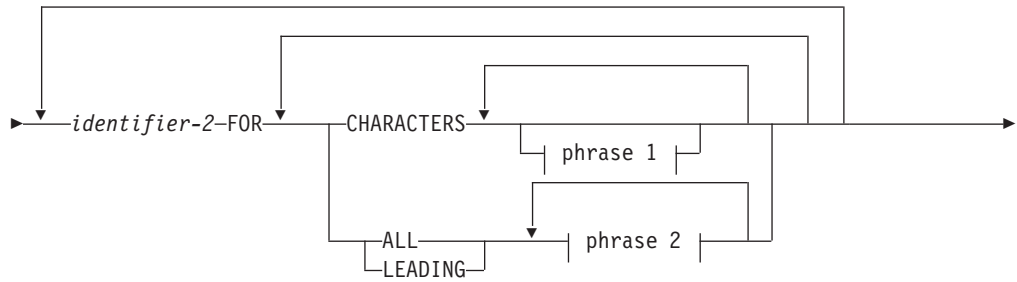 identifier-2 FOR CHARACTERS
phrase 1
ALL phrase 2
LEADING